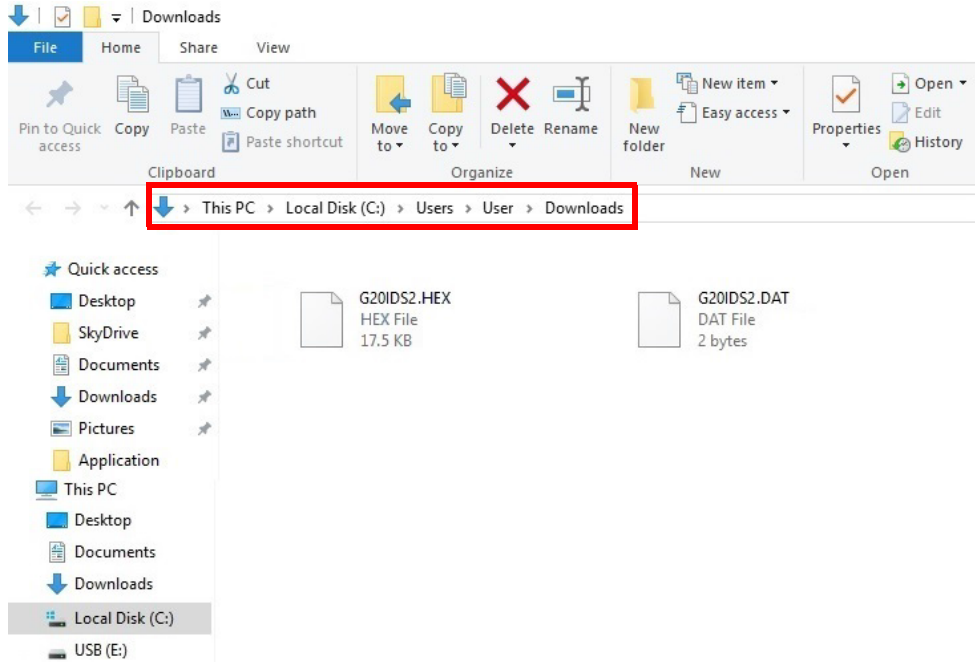 Downloads
File Home Share View
Pin to Quick access
Copy
Paste
Cut
Copy path
Paste shortcut
Clipboard
Move to
Copy to
Delete
Rename
Organize
New folder
New item
Easy access
New
Properties
Open
Edit
History
Open
This PC > Local Disk (C:) > Users > User > Downloads
Quick access
Desktop
SkyDrive
Documents
Downloads
Pictures
Application
This PC
Desktop
Documents
Downloads
Local Disk (C:)
USB (E:)
G20IDS2.HEX
HEX File
17.5 KB
G20IDS2.DAT
DAT File
2 bytes